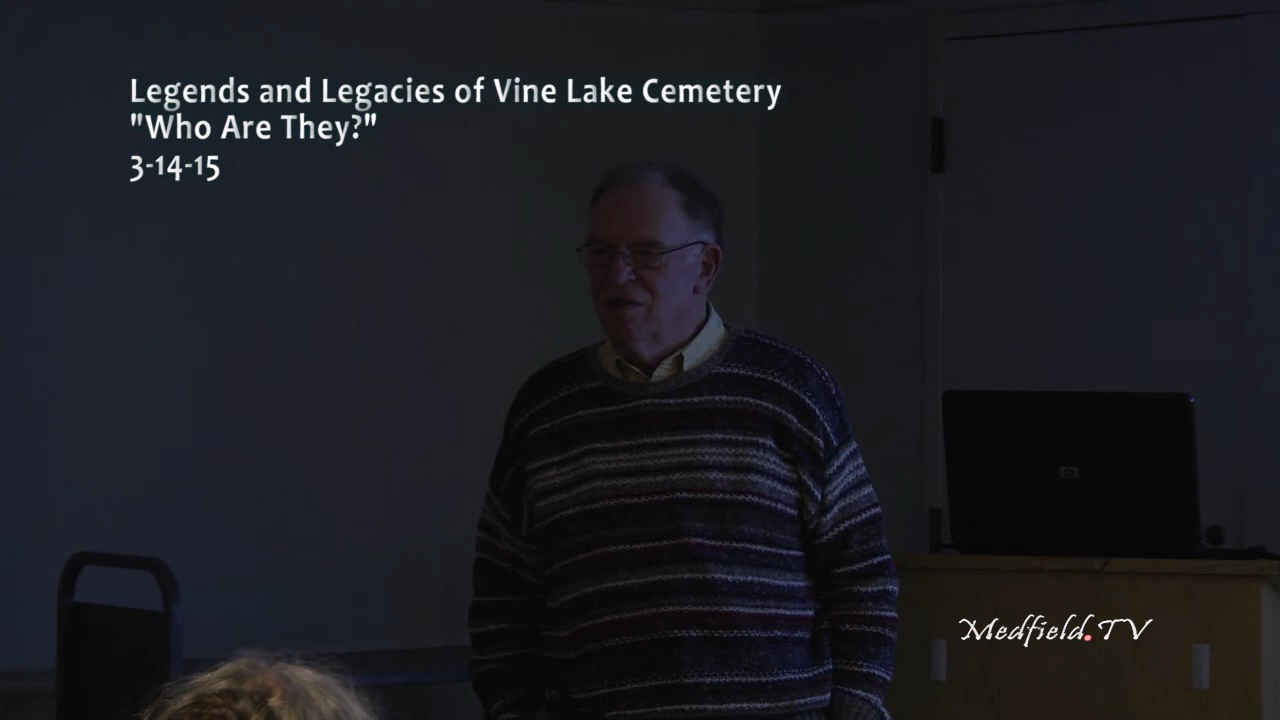 Legends and Legacies of Vine Lake Cemetery
"Who Are They?"
3-14-15
Medfield.TV